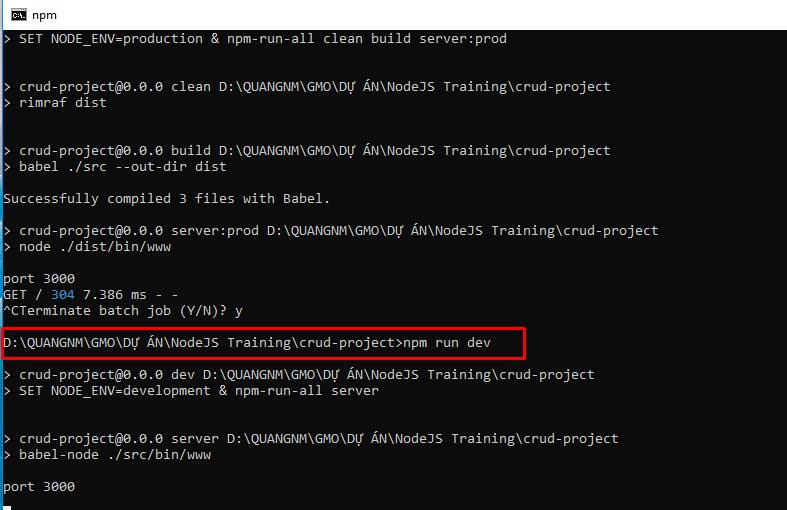 npm
> SET NODE_ENV=production & npm-run-all clean build server:prod
> crud-project@0.0.0 clean D:\QUANGNM\GMO\DỰ ÁN\NodeJS Training\crud-project
> rimraf dist
> crud-project@0.0.0 build D:\QUANGNM\GMO\DỰ ÁN\NodeJS Training\crud-project
> babel ./src --out-dir dist
Successfully compiled 3 files with Babel.
> crud-project@0.0.0 server:prod D:\QUANGNM\GMO\DỰ ÁN\NodeJS Training\crud-project
> node ./dist/bin/www
port 3000
GET / 304 7.386 ms - -
^CTerminate batch job (Y/N)? y
D:\QUANGNM\GMO\DỰ ÁN\NodeJS Training\crud-project>npm run dev
> crud-project@0.0.0 dev D:\QUANGNM\GMO\DỰ ÁN\NodeJS Training\crud-project
> SET NODE_ENV=development & npm-run-all server
> crud-project@0.0.0 server D:\QUANGNM\GMO\DỰ ÁN\NodeJS Training\crud-project
> babel-node ./src/bin/www
port 3000